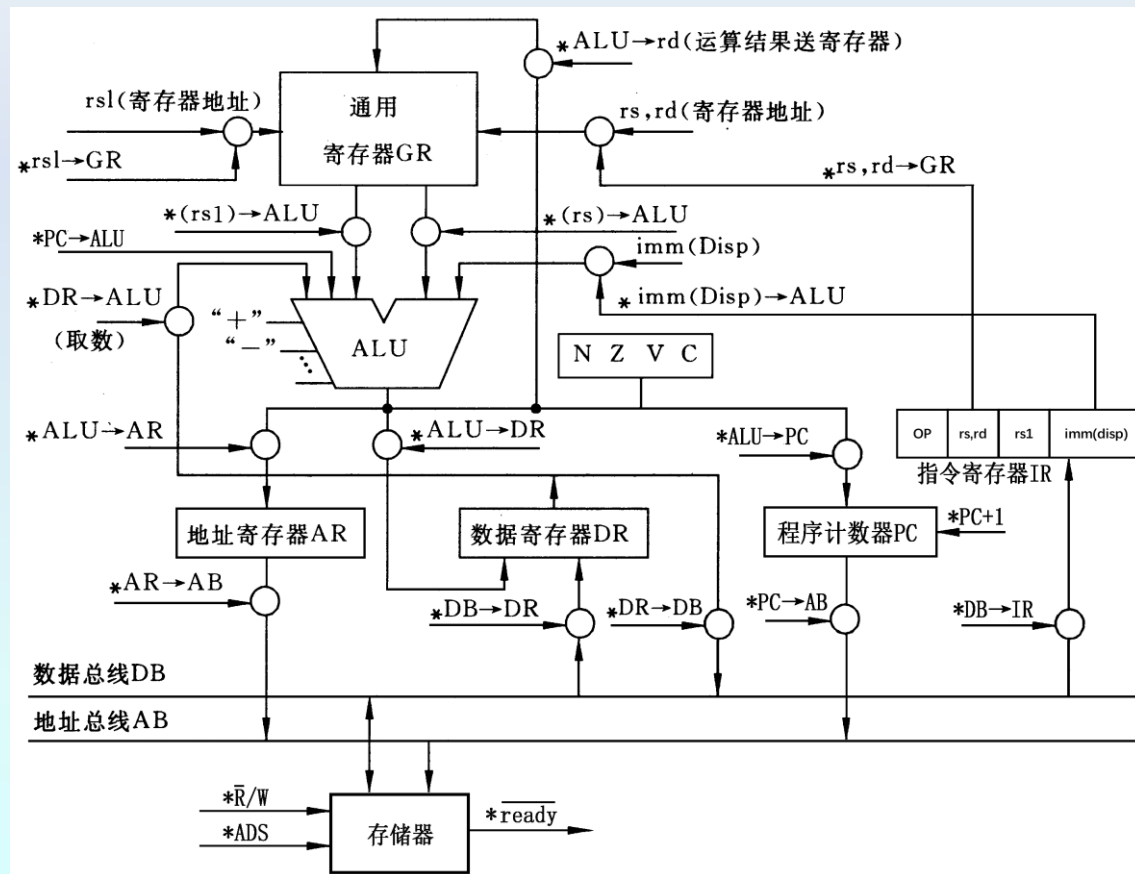 *ALU→rd(运算结果送寄存器)
rsl(寄存器地址)
通用
寄存器GR
rs,rd(寄存器地址)
*rsl→GR
*rs,rd→GR
*(rs1)→ALU
*(rs)→ALU
*PC→ALU
imm(Disp)
*DR→ALU
(取数)
*imm(Disp)→ALU
“+”
“−”
⋱
ALU
N Z V C
*ALU→AR
*ALU→DR
*ALU→PC
OP rs,rd rs1 imm(disp)
指令寄存器IR
地址寄存器AR
数据寄存器DR
程序计数器PC
*PC+1
*AR→AB
*DB→DR
*DR→DB
*PC→AB
*DB→IR
数据总线DB
地址总线AB
*R̅/W
*ADS
存储器
*r̅e̅a̅d̅y̅